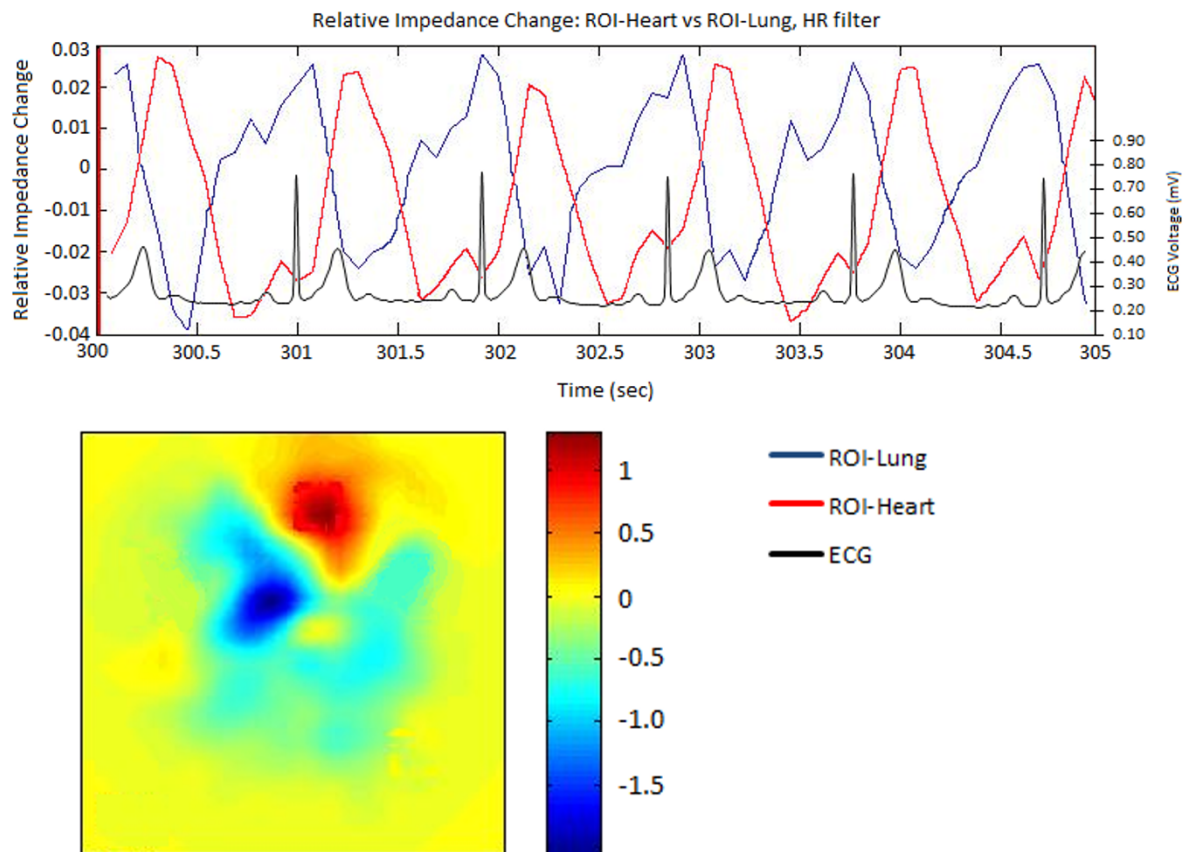 Relative Impedance Change: ROI-Heart vs ROI-Lung, HR filter
Relative Impedance Change
0.03
0.02
0.01
0
-0.01
-0.02
-0.03
-0.04
0.90
0.80
0.70
0.60
0.50
0.40
0.30
0.20
0.10
ECG Voltage (mV)
300 300.5 301 301.5 302 302.5 303 303.5 304 304.5 305
Time (sec)
1
0.5
0
-0.5
-1.0
-1.5
ROI-Lung
ROI-Heart
ECG